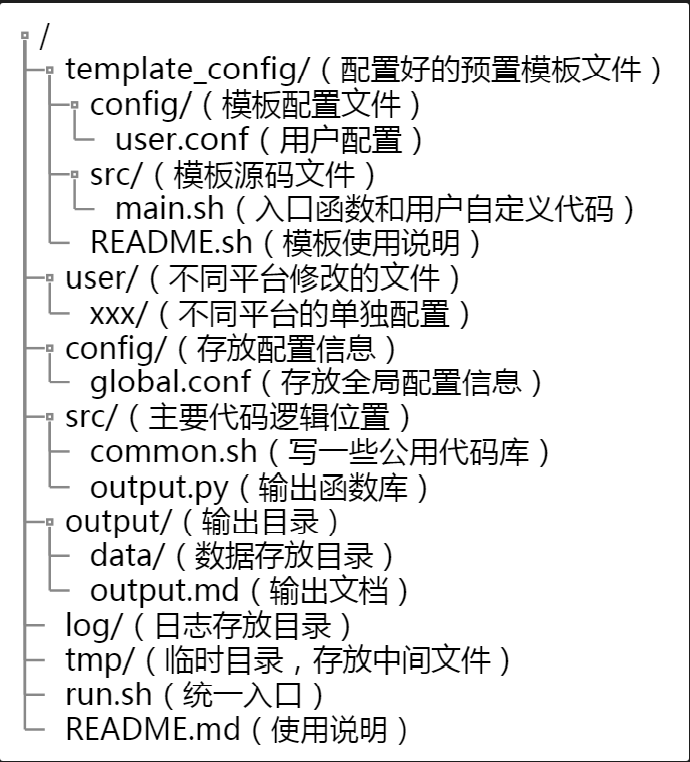 /
template_config/（配置好的预置模板文件）
config/（模板配置文件）
user.conf（用户配置）
src/（模板源码文件）
main.sh（入口函数和用户自定义代码）
README.sh（模板使用说明）
user/（不同平台修改的文件）
xxx/（不同平台的单独配置）
config/（存放配置信息）
global.conf（存放全局配置信息）
src/（主要代码逻辑位置）
common.sh（写一些公用代码库）
output.py（输出函数库）
output/（输出目录）
data/（数据存放目录）
output.md（输出文档）
log/（日志存放目录）
tmp/（临时目录，存放中间文件）
run.sh（统一入口）
README.md（使用说明）